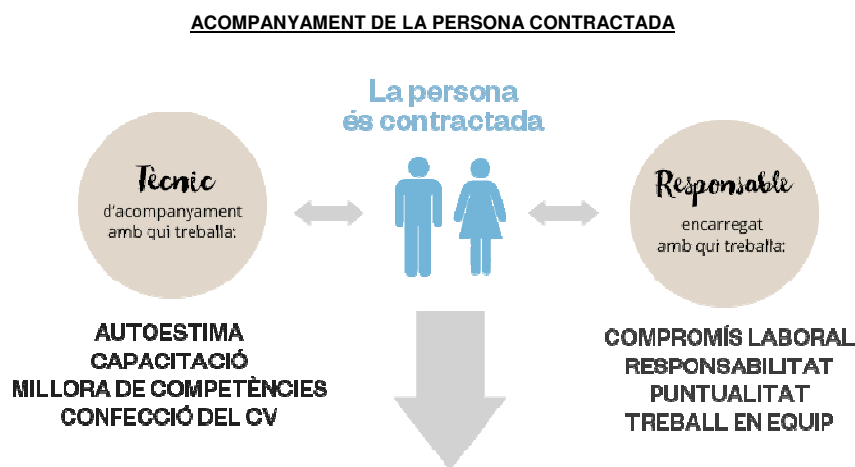 ACOMPANYAMENT DE LA PERSONA CONTRACTADA
La persona
és contractada
Tècnic
d'acompanyament
amb qui treballa:
Responsable
encarregat
amb qui treballa:
AUTOESTIMA
CAPACITACIÓ
MILLORA DE COMPETÈNCIES
CONFECCIÓ DEL CV
COMPROMÍS LABORAL
RESPONSABILITAT
PUNTUALITAT
TREBALL EN EQUIP